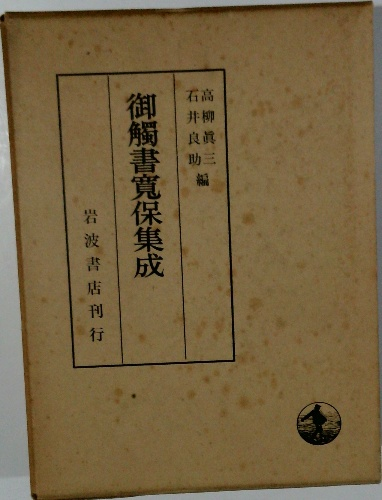 高柳眞三
石井良助
編
御觸書寬保集成
岩波書店刊行